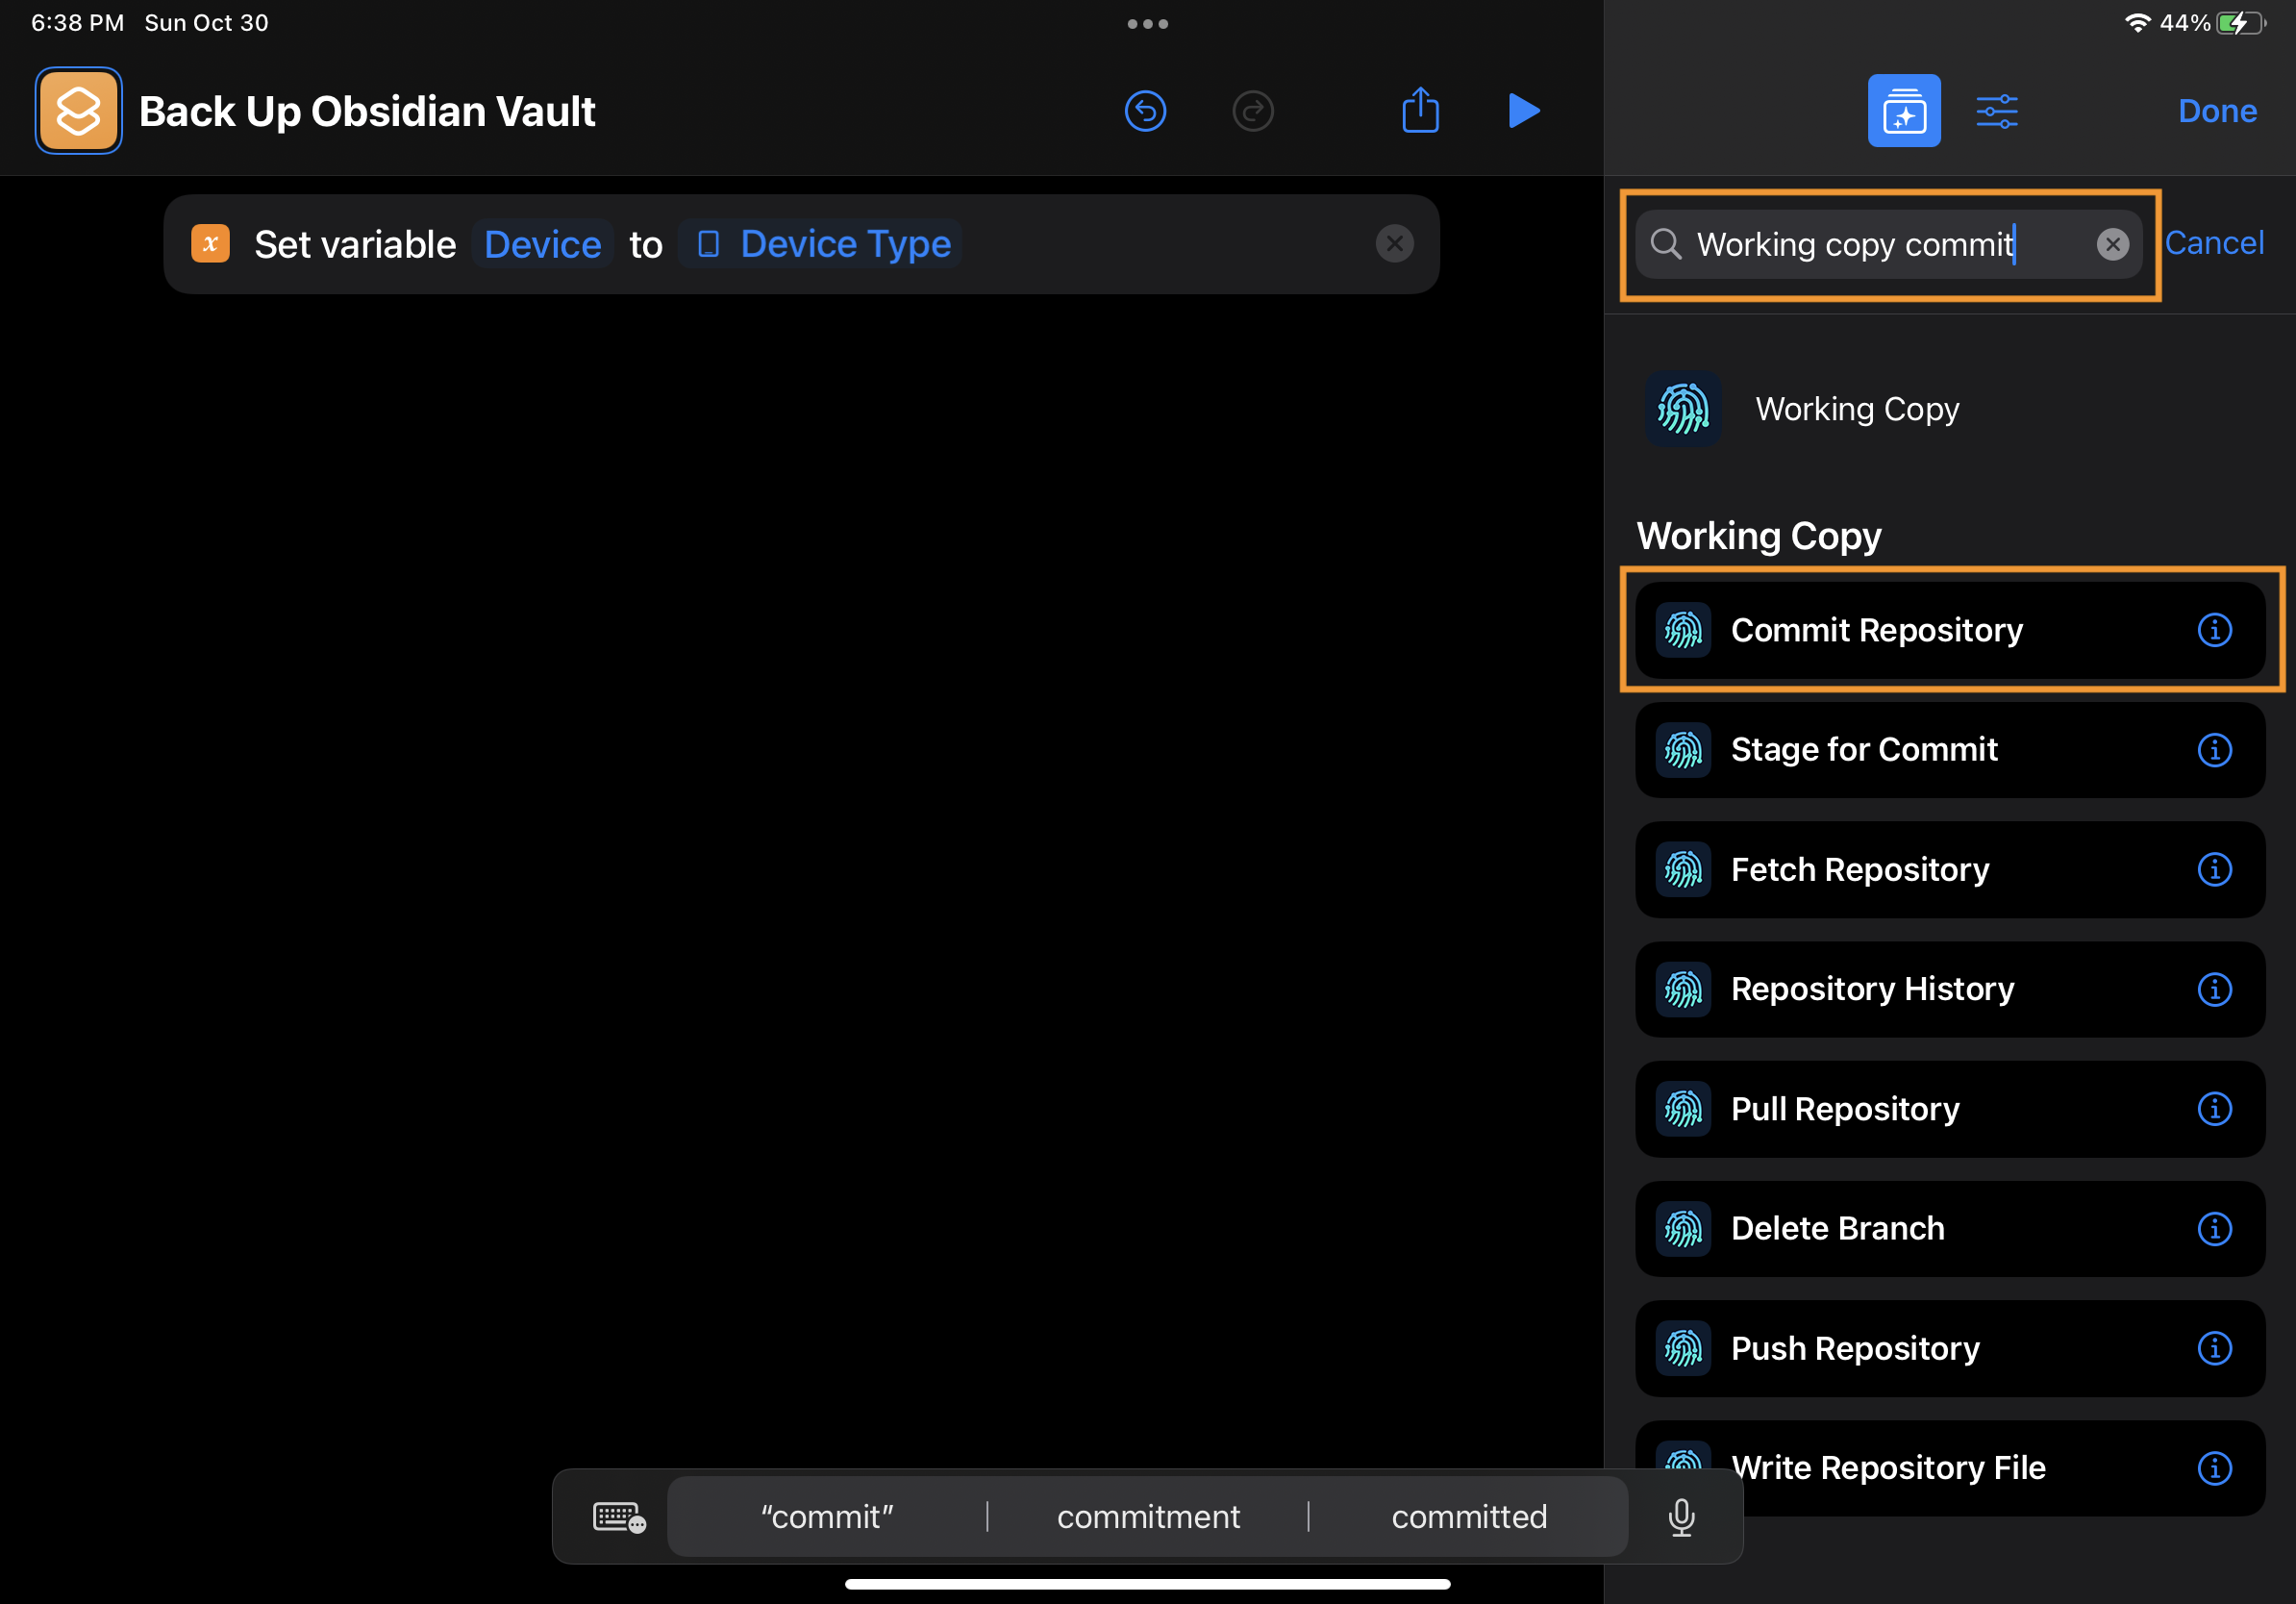 6:38 PM Sun Oct 30
44%
Back Up Obsidian Vault
Done
Set variable Device to Device Type
Working copy commit
Cancel
Working Copy
Working Copy
Commit Repository
Stage for Commit
Fetch Repository
Repository History
Pull Repository
Delete Branch
Push Repository
Write Repository File
“commit”
commitment
committed